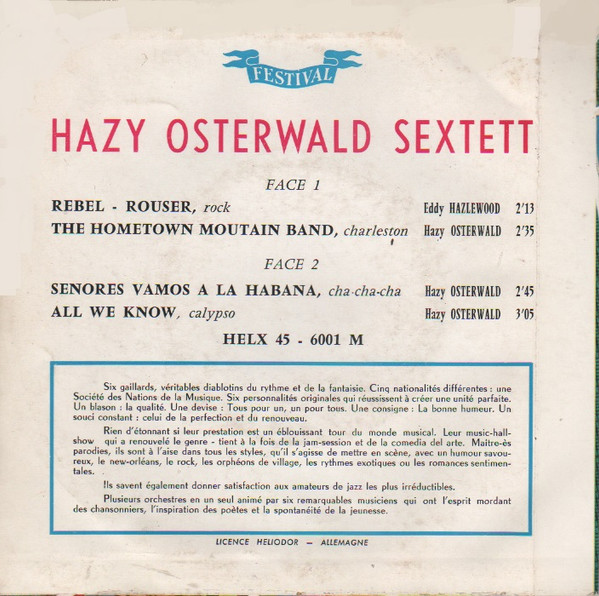 FESTIVAL
HAZY OSTERWALD SEXTETT
FACE 1
REBEL - ROUSER, rock Eddy HAZLEWOOD 2'13
THE HOMETOWN MOUTAIN BAND, charleston Hazy OSTERWALD 2'35
FACE 2
SENORES VAMOS A LA HABANA, cha-cha-cha Hazy OSTERWALD 2'45
ALL WE KNOW, calypso Hazy OSTERWALD 3'05
HELX 45 - 6001 M
Six gaillards, véritables diablotins du rythme et de la fantaisie. Cinq nationalités différentes : une
Société des Nations de la Musique. Six personnalités originales qui réussissent à créer une unité parfaite.
Un blason : la qualité. Une devise : Tous pour un, un pour tous. Une consigne : La bonne humeur. Un
souci constant : celui de la perfection et du renouveau.
Rien d'étonnant si leur prestation est un éblouissant tour du monde musical. Leur music-hall-
show qui a renouvelé le genre - tient à la fois de la jam-session et de la comedia del arte. Maitre-ès
parodies, ils sont à l'aise dans tous les styles, qu'il s'agisse de mettre en scène, avec un humour savou-
reux, le new-orléans, le rock, les orphéons de village, les rythmes exotiques ou les romances sentimen-
tales.
Ils savent également donner satisfaction aux amateurs de jazz les plus irréductibles.
Plusieurs orchestres en un seul animé par six remarquables musiciens qui ont l'esprit mordant
des chansonniers, l'inspiration des poètes et la spontanéité de la jeunesse.
LICENCE HELIODOR - ALLEMAGNE